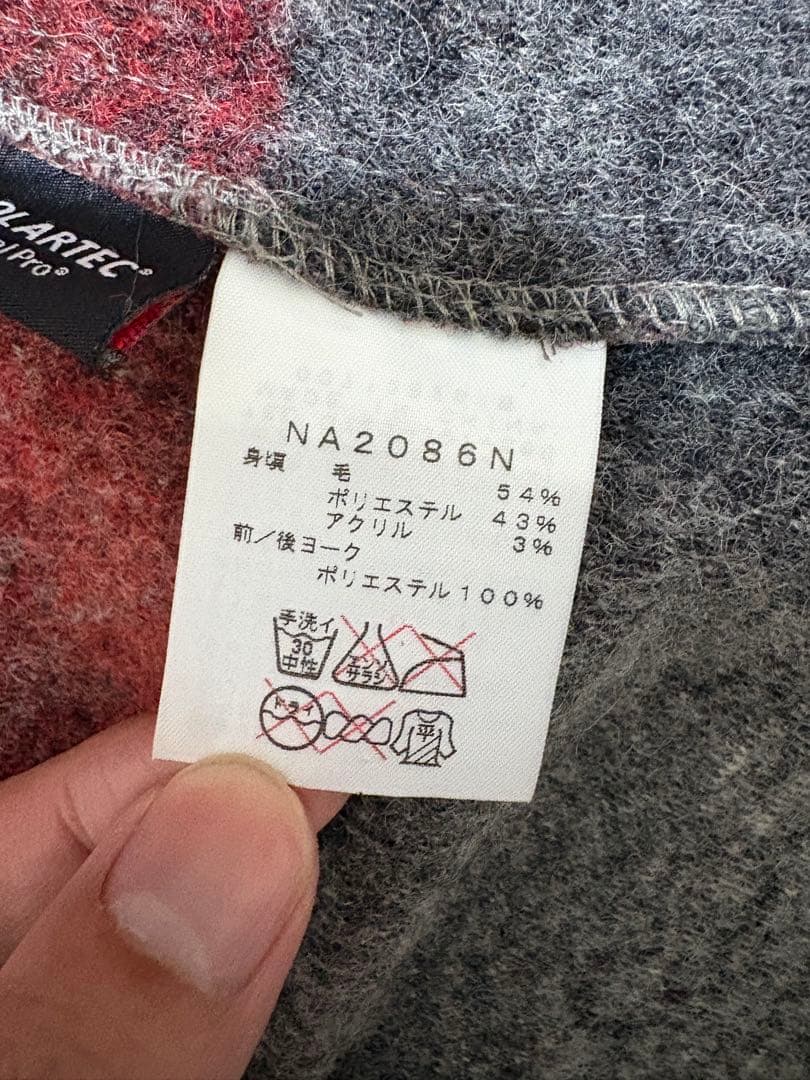 OLARTEC®
Pro®
NA2086N
身頃 毛 54%
ポリエステル 43%
アクリル 3%
前/後ヨーク
ポリエステル100%
手洗イ
30
中性
エンソ
サラシ
ドライ
平